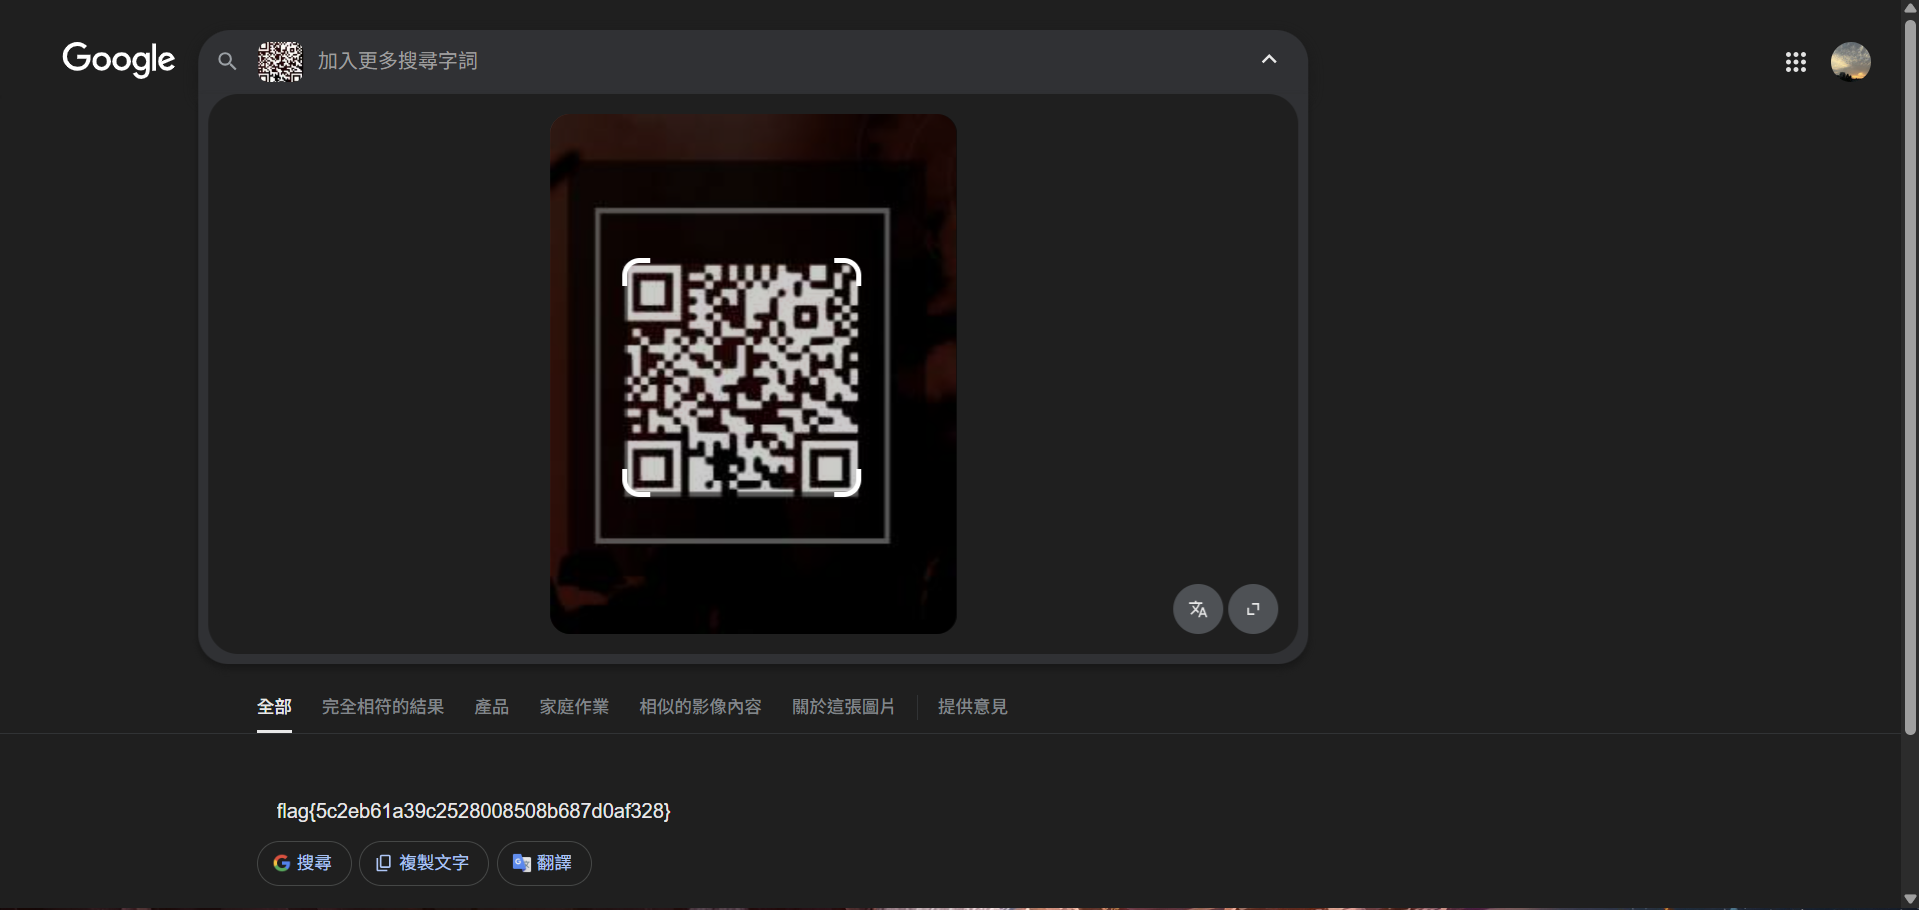 Google
加入更多搜尋字詞
全部
完全相符的結果
產品
家庭作業
相似的影像內容
關於這張圖片
提供意見
flag{5c2eb61a39c2528008508b687d0af328}
搜尋
複製文字
翻譯